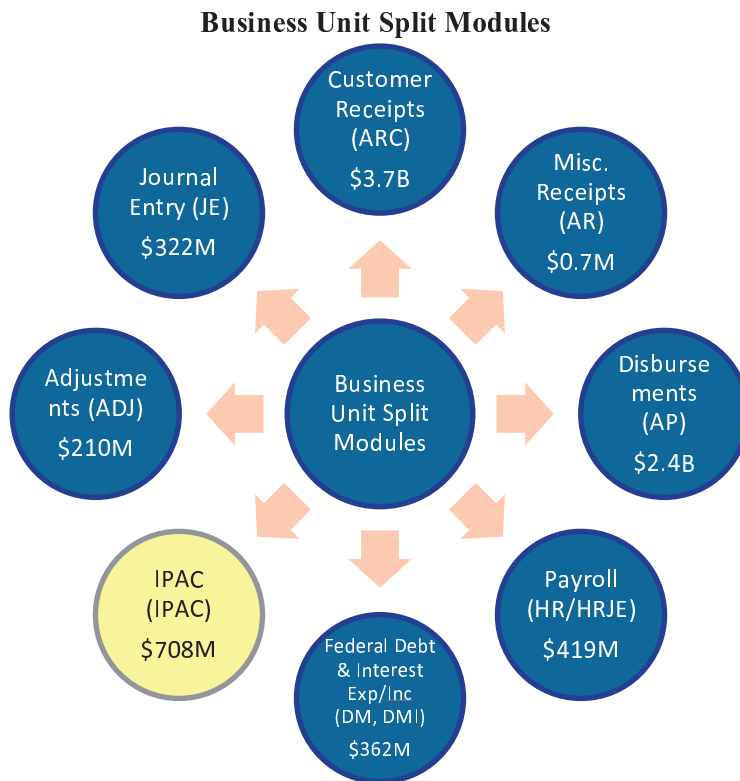 Business Unit Split Modules
Customer
Receipts
(ARC)
$3.7B
Misc.
Receipts
(AR)
$0.7M
Disburse
ments
(AP)
$2.4B
Payroll
(HR/HRJE)
$419M
Federal Debt
& Interest
Exp/Inc
(DM, DMI)
$362M
IPAC
(IPAC)
$708M
Adjustme
nts (ADJ)
$210M
Journal
Entry (JE)
$322M
Business
Unit Split
Modules